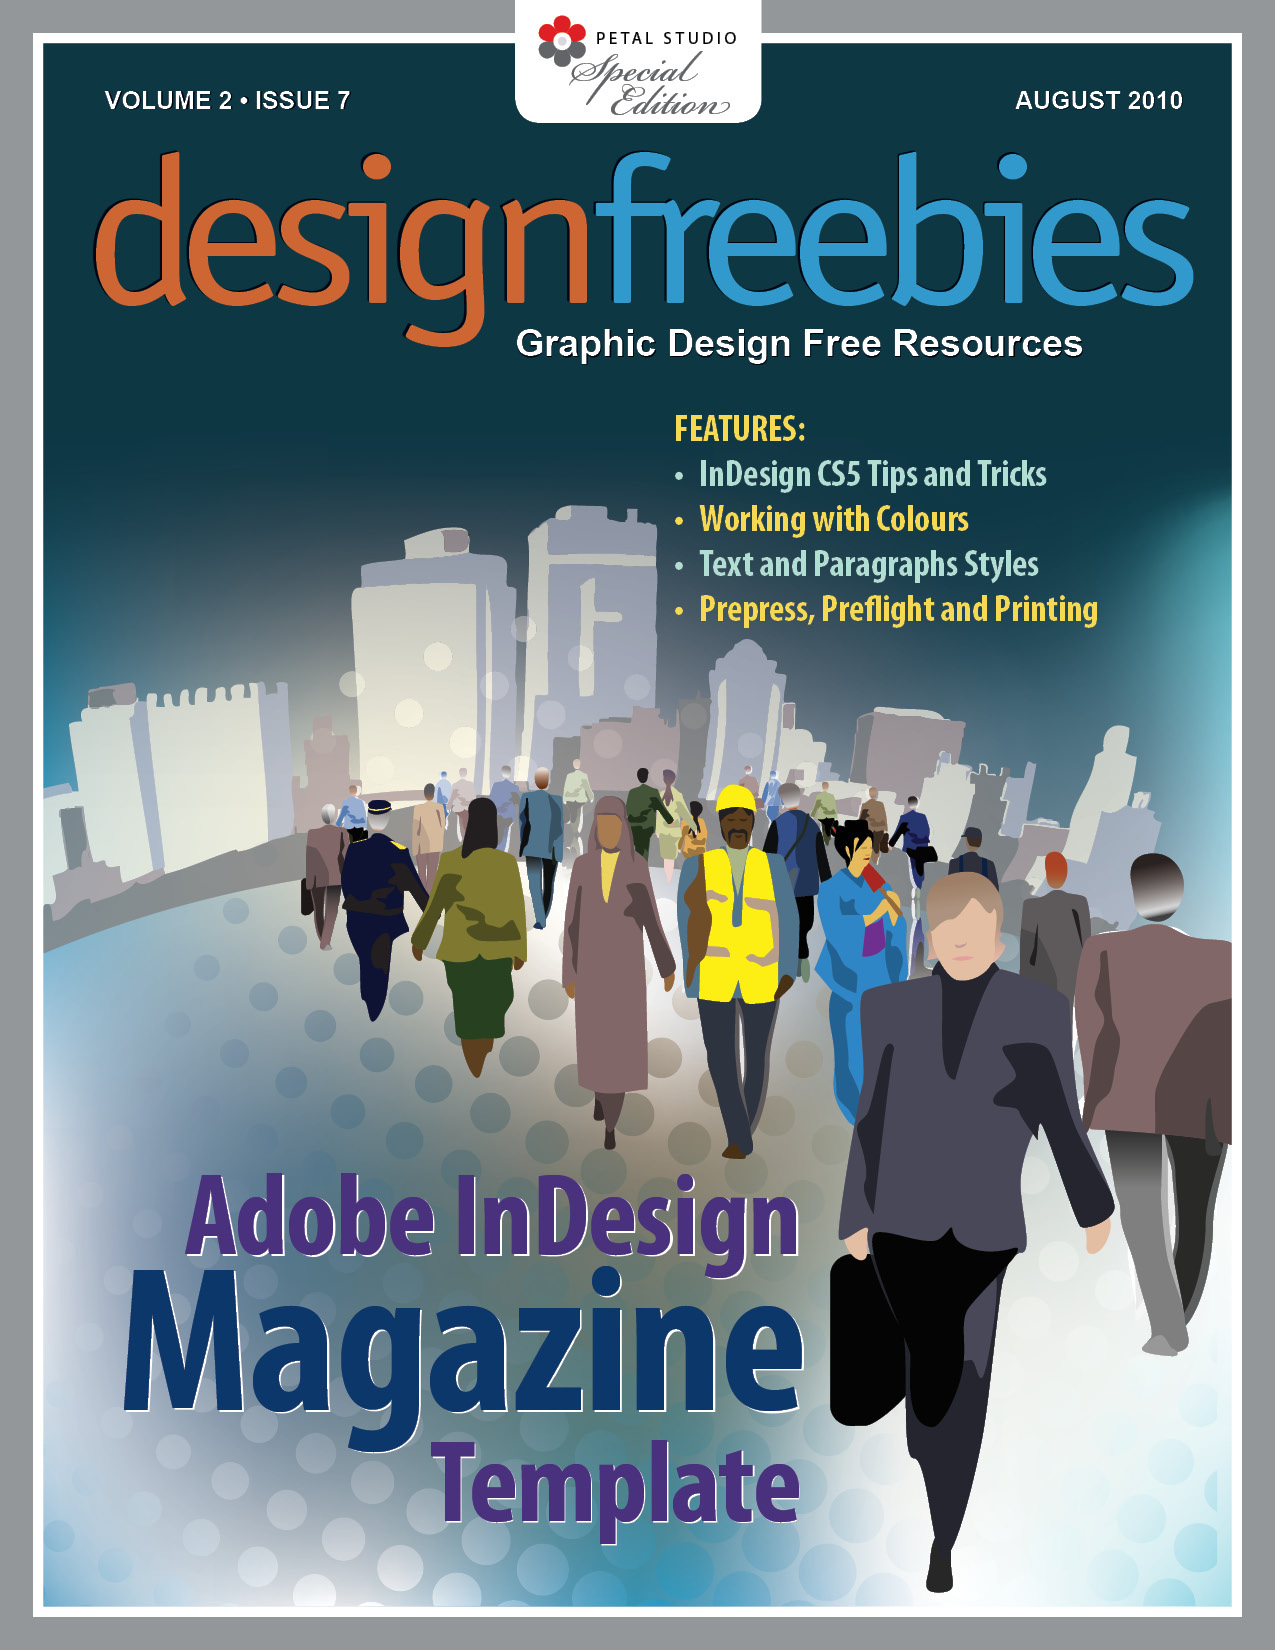 PETAL STUDIO
Special
Edition
VOLUME 2 • ISSUE 7
AUGUST 2010
designfreebies
Graphic Design Free Resources
FEATURES:
• InDesign CS5 Tips and Tricks
• Working with Colours
• Text and Paragraphs Styles
• Prepress, Preflight and Printing
Adobe InDesign
Magazine
Template